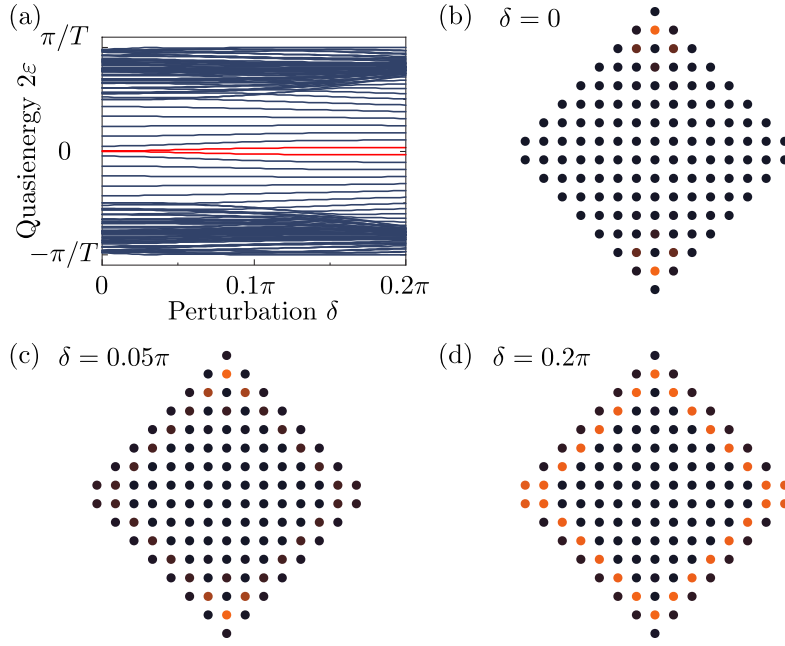 (a)
π/T
0
−π/T
Quasienergy 2ε
0
0.1π
0.2π
Perturbation δ
(b) δ = 0
(c) δ = 0.05π
(d) δ = 0.2π